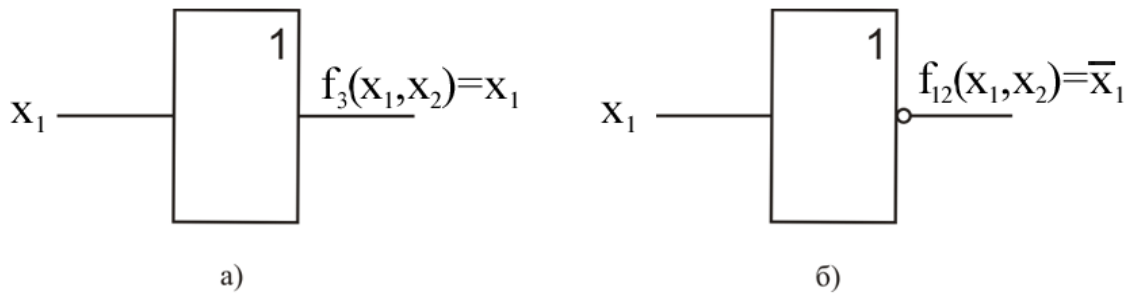 1
x₁
f₃(x₁,x₂)=x₁
а)
1
x₁
f₁₂(x₁,x₂)=x̅₁
б)